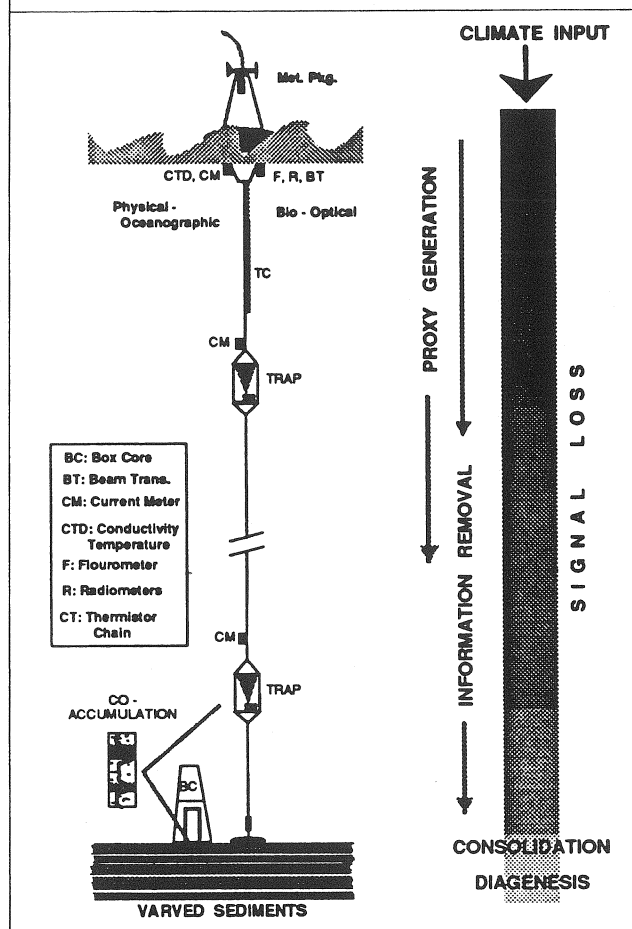 CLIMATE INPUT
Met. Pkg.
CTD, CM
F, R, BT
Physical -
Oceanographic
Bio - Optical
TC
CM
TRAP
BC: Box Core
BT: Beam Trans.
CM: Current Meter
CTD: Conductivity
Temperature
F: Flourometer
R: Radiometers
CT: Thermistor
Chain
CM
TRAP
CO -
ACCUMULATION
BC
VARVED SEDIMENTS
PROXY GENERATION
INFORMATION REMOVAL
SIGNAL LOSS
CONSOLIDATION
DIAGENESIS